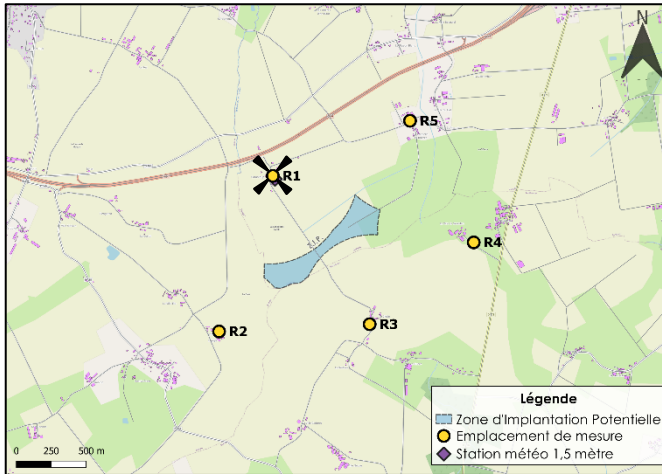 N
R5
R1
Z.I.P.
R4
R2
R3
Légende
Zone d'Implantation Potentielle
Emplacement de mesure
Station météo 1,5 mètre
0 250 500 m